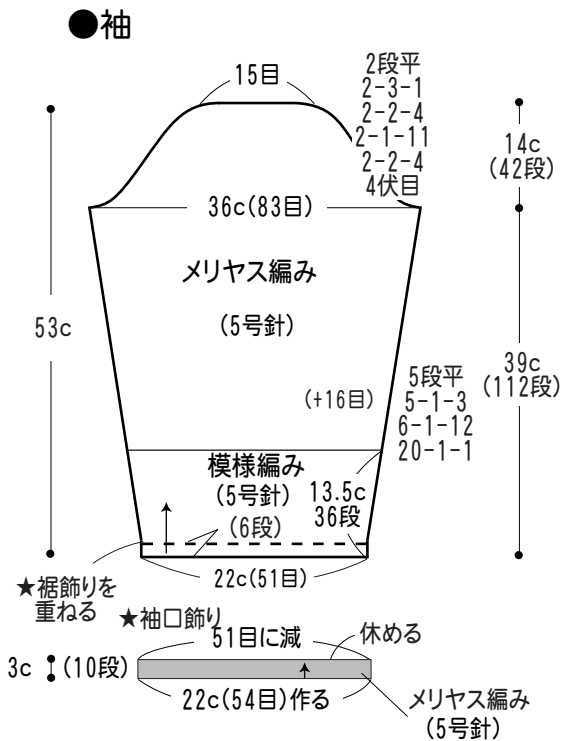 ●袖
15目
2段平
2-3-1
2-2-4
2-1-11
2-2-4
4伏目
14c
(42段)
36c(83目)
メリヤス編み
(5号針)
53c
39c
(112段)
(+16目)
5段平
5-1-3
6-1-12
20-1-1
模様編み
(5号針)
(6段)
13.5c
36段
22c(51目)
★裾飾りを
重ねる
★袖口飾り
51目に減
休める
3c
(10段)
22c(54目)作る
メリヤス編み
(5号針)